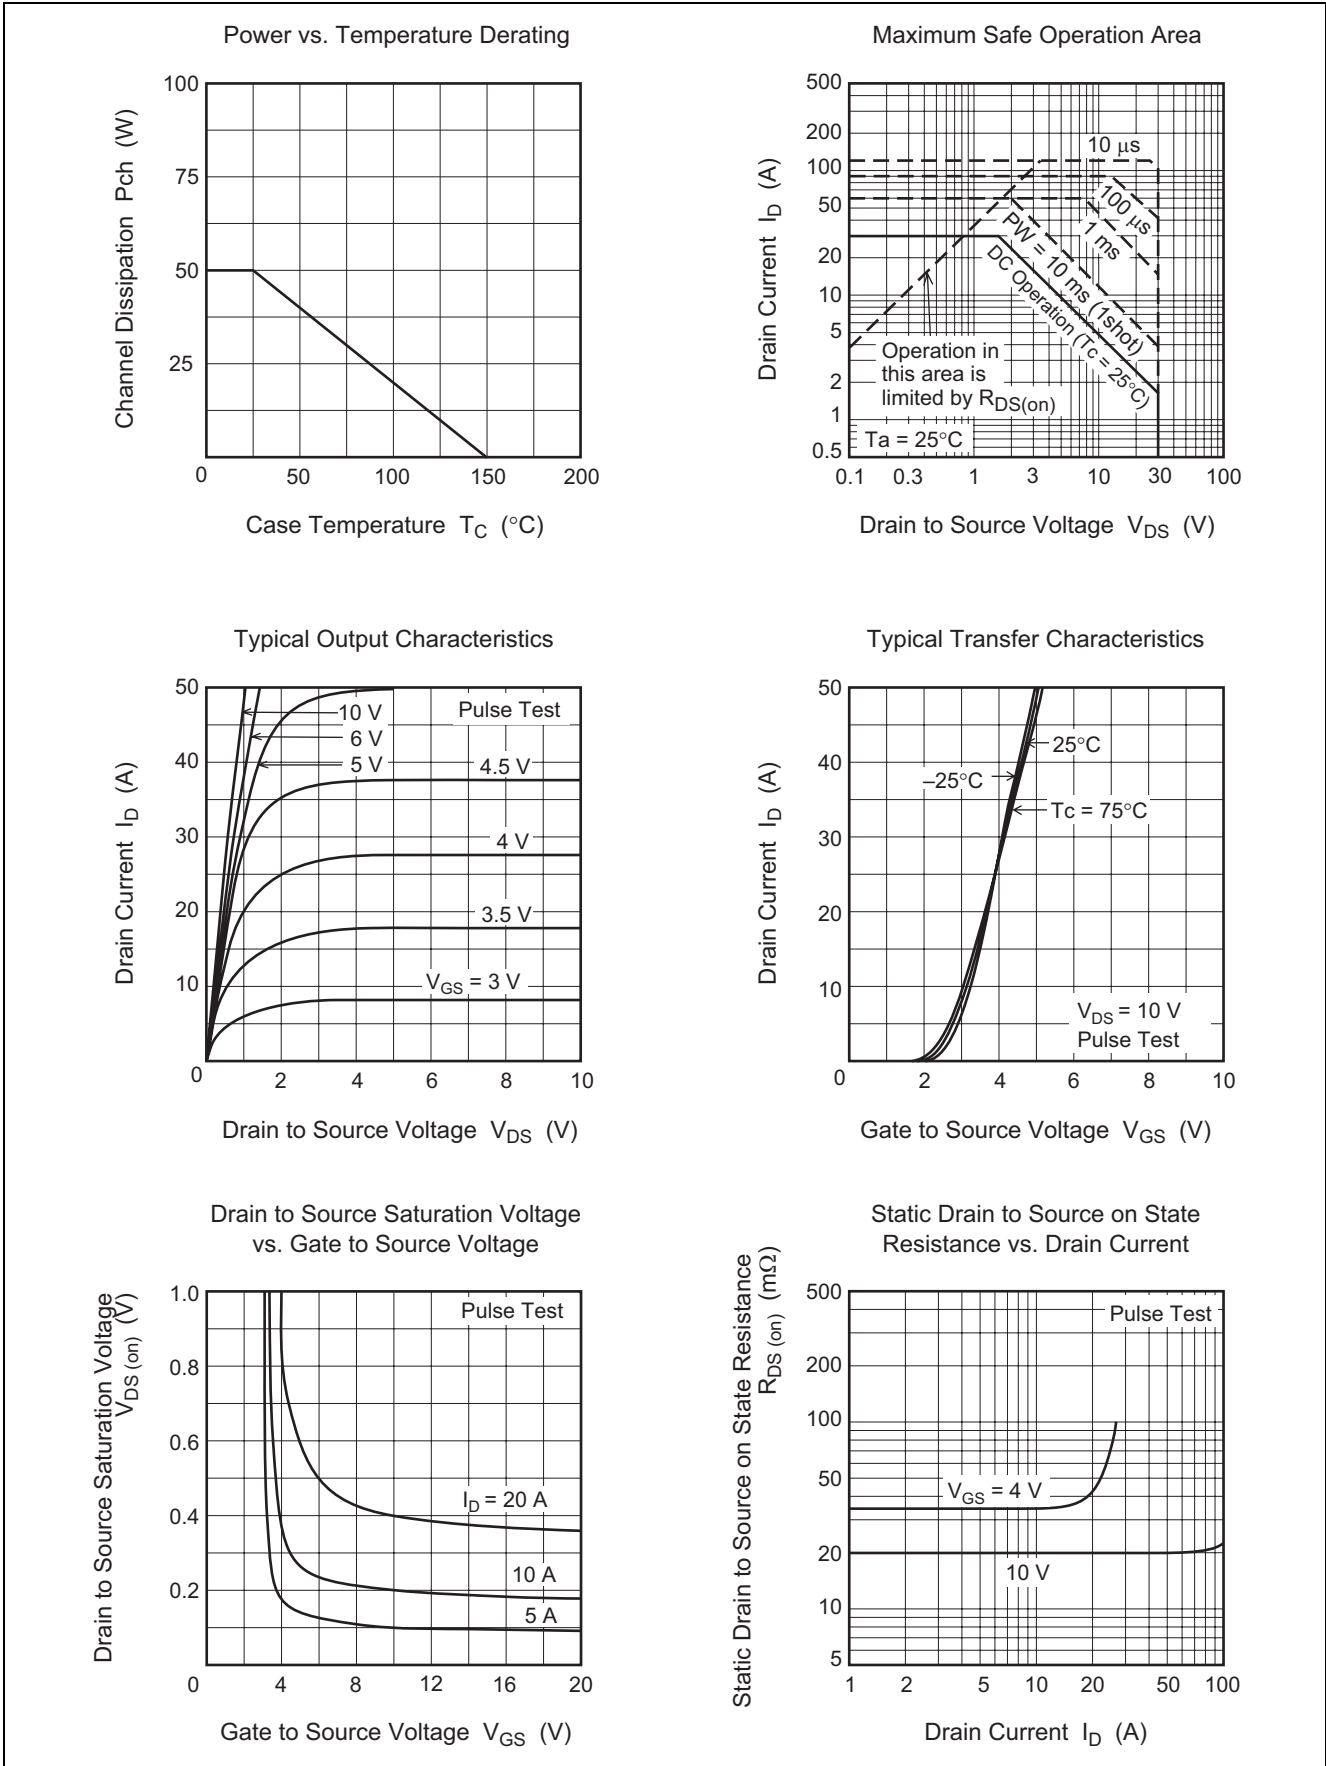 Power vs. Temperature Derating
Channel Dissipation Pch (W)
100
75
50
25
0
50
100
150
200
Case Temperature TC (°C)
Maximum Safe Operation Area
Drain Current ID (A)
500
200
100
50
20
10
5
2
1
0.5
10 μs
100 μs
1 ms
PW = 10 ms (1shot)
DC Operation (Tc = 25°C)
Operation in
this area is
limited by RDS(on)
Ta = 25°C
0.1
0.3
1
3
10
30
100
Drain to Source Voltage VDS (V)
Typical Output Characteristics
Drain Current ID (A)
50
40
30
20
10
0
10 V
6 V
5 V
Pulse Test
4.5 V
4 V
3.5 V
VGS = 3 V
2
4
6
8
10
Drain to Source Voltage VDS (V)
Typical Transfer Characteristics
Drain Current ID (A)
50
40
30
20
10
0
25°C
–25°C
Tc = 75°C
VDS = 10 V
Pulse Test
2
4
6
8
10
Gate to Source Voltage VGS (V)
Drain to Source Saturation Voltage
vs. Gate to Source Voltage
Drain to Source Saturation Voltage
VDS (on) (V)
1.0
0.8
0.6
0.4
0.2
0
Pulse Test
ID = 20 A
10 A
5 A
4
8
12
16
20
Gate to Source Voltage VGS (V)
Static Drain to Source on State
Resistance vs. Drain Current
Static Drain to Source on State Resistance
RDS (on) (mΩ)
500
200
100
50
20
10
5
Pulse Test
VGS = 4 V
10 V
1
2
5
10
20
50
100
Drain Current ID (A)